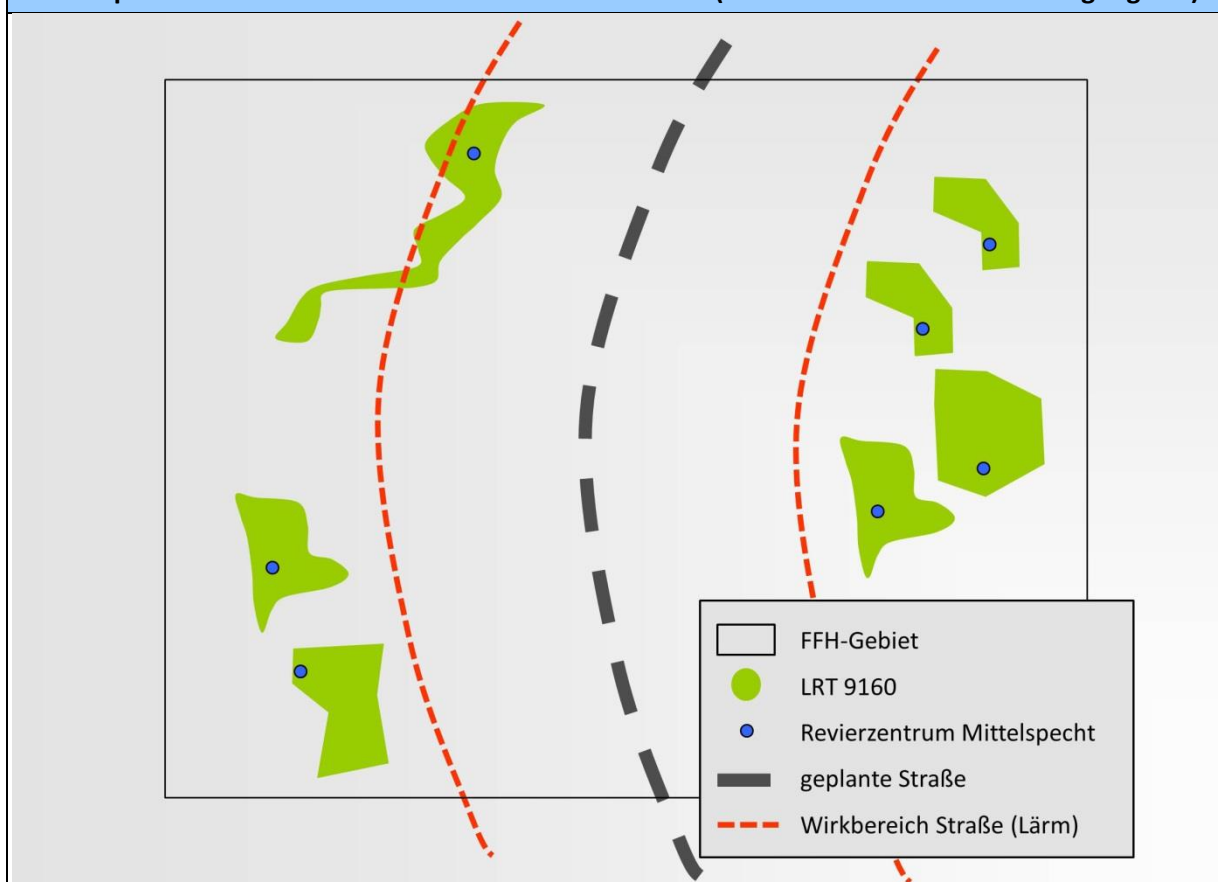 FFH-Gebiet
LRT 9160
Revierzentrum Mittelspecht
geplante Straße
Wirkbereich Straße (Lärm)